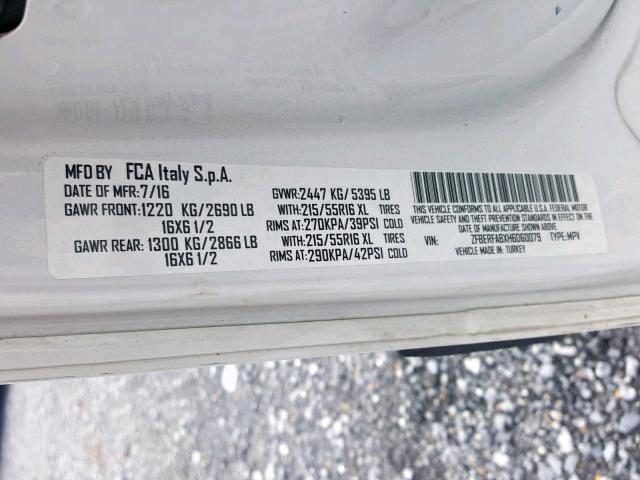 MFD BY FCA Italy S.p.A.
DATE OF MFR:7/16 GVWR:2447 KG/ 5395 LB
GAWR FRONT:1220 KG/2690 LB WITH:215/55R16 XL TIRES
16X6 1/2 RIMS AT:270KPA/39PSI COLD
GAWR REAR: 1300 KG/2866 LB WITH:215/55R16 XL TIRES
16X6 1/2 RIMS AT:290KPA/42PSI COLD
THIS VEHICLE CONFORMS TO ALL APPLICABLE U.S.A. FEDERAL MOTOR
VEHICLE SAFETY AND THEFT PREVENTION STANDARDS IN EFFECT
ON THE DATE OF MANUFACTURE SHOWN ABOVE
VIN: ZFBERFABXH6D60079 TYPE:MPV
VEHICLE MADE IN: TURKEY